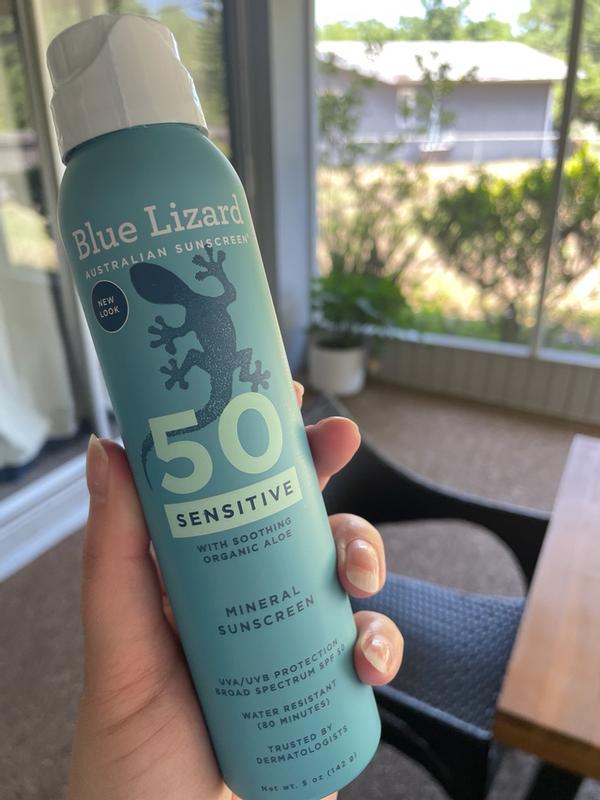 Blue Lizard
AUSTRALIAN SUNSCREEN
NEW
LOOK
50
SENSITIVE
WITH SOOTHING
ORGANIC ALOE
MINERAL
SUNSCREEN
UVA/UVB PROTECTION
BROAD SPECTRUM SPF 50
WATER RESISTANT
(80 MINUTES)
TRUSTED BY
DERMATOLOGISTS
Net wt. 5 oz (142 g)